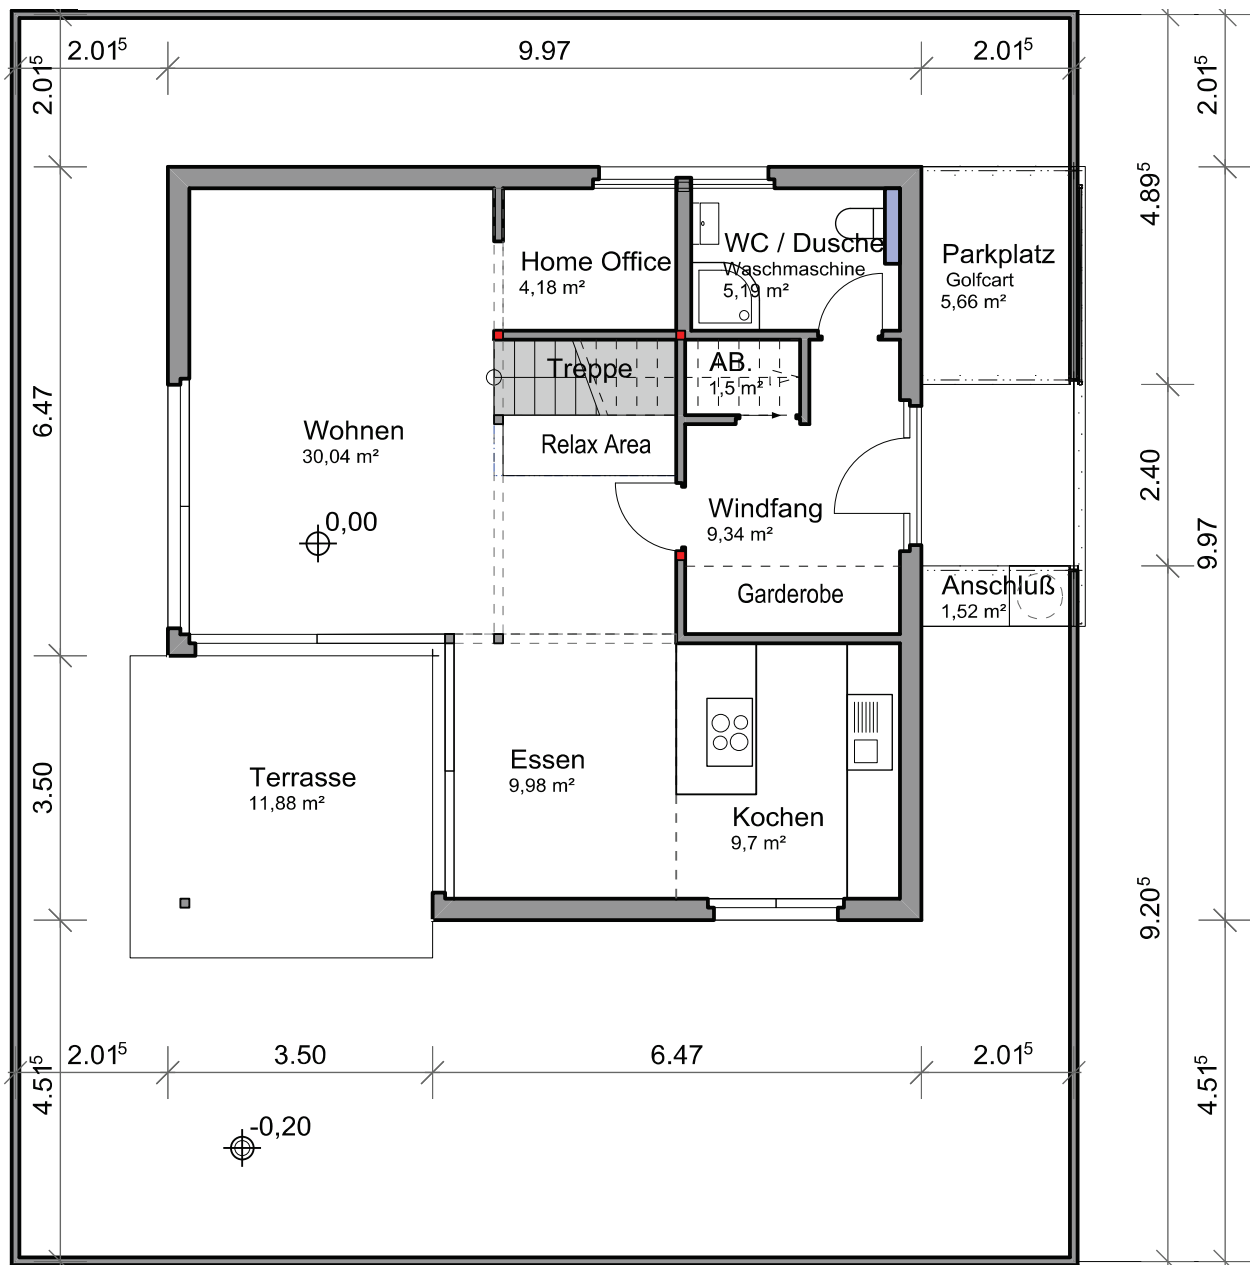 2.01⁵
9.97
2.01⁵
2.01⁵
2.01⁵
4.89⁵
Home Office
4,18 m²
WC / Dusche
Waschmaschine
5,19 m²
Parkplatz
Golfcart
5,66 m²
Treppe
AB.
1,5 m²
6.47
Wohnen
30,04 m²
Relax Area
2.40
0,00
Windfang
9,34 m²
9.97
Garderobe
Anschluß
1,52 m²
3.50
Terrasse
11,88 m²
Essen
9,98 m²
Kochen
9,7 m²
9.20⁵
2.01⁵
3.50
6.47
2.01⁵
4.51⁵
4.51⁵
-0,20